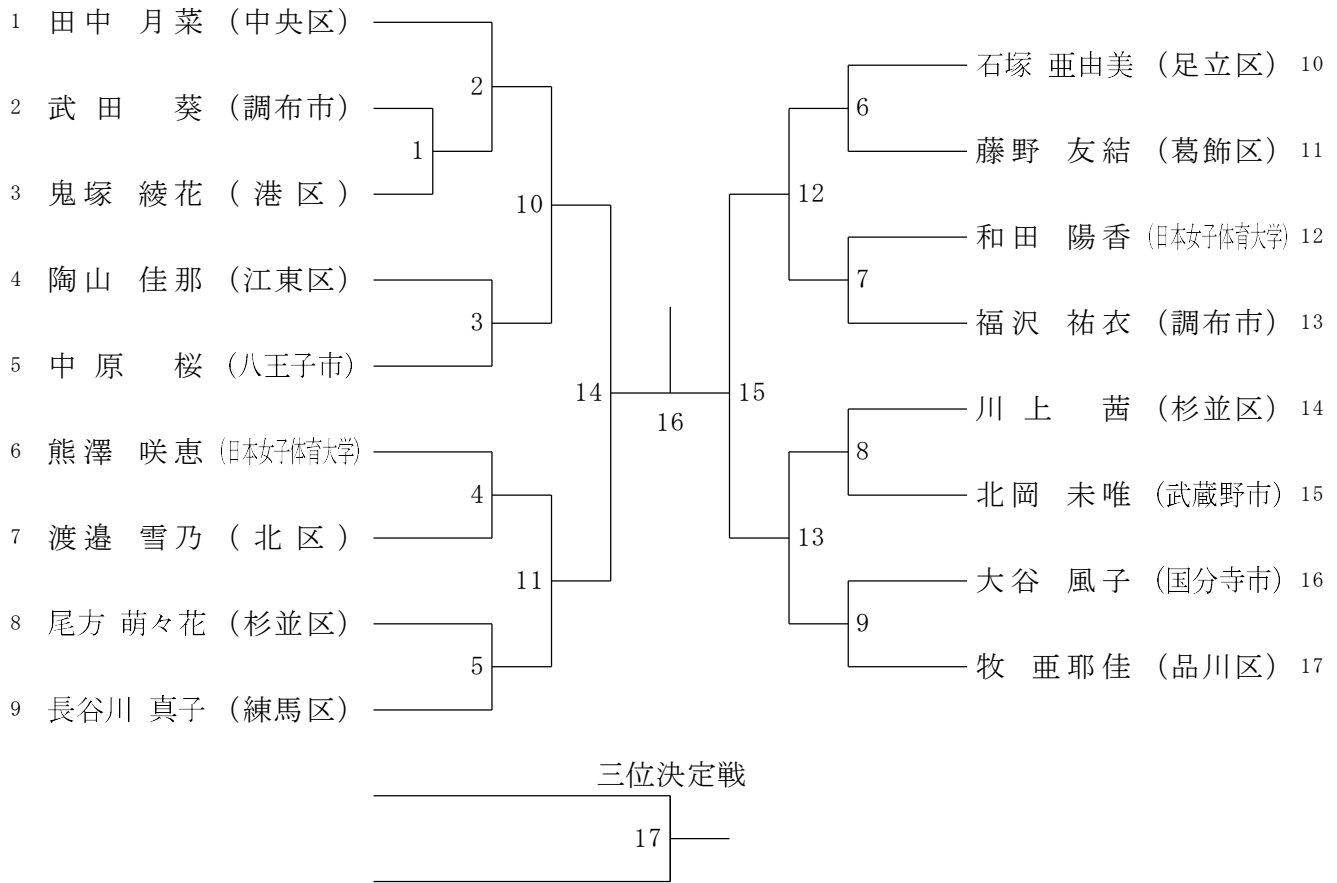 1 田中 月菜 (中央区)
2 武田 葵 (調布市)
3 鬼塚 綾花 (港区)
4 陶山 佳那 (江東区)
5 中原 桜 (八王子市)
6 熊澤 咲恵 (日本女子体育大学)
7 渡邉 雪乃 (北区)
8 尾方 萌々花 (杉並区)
9 長谷川 真子 (練馬区)
2
1
10
3
14
4
11
5
16
15
6
12
7
8
13
9
石塚 亜由美 (足立区) 10
藤野 友結 (葛飾区) 11
和田 陽香 (日本女子体育大学) 12
福沢 祐衣 (調布市) 13
川上 茜 (杉並区) 14
北岡 未唯 (武蔵野市) 15
大谷 風子 (国分寺市) 16
牧 亜耶佳 (品川区) 17
三位決定戦
17